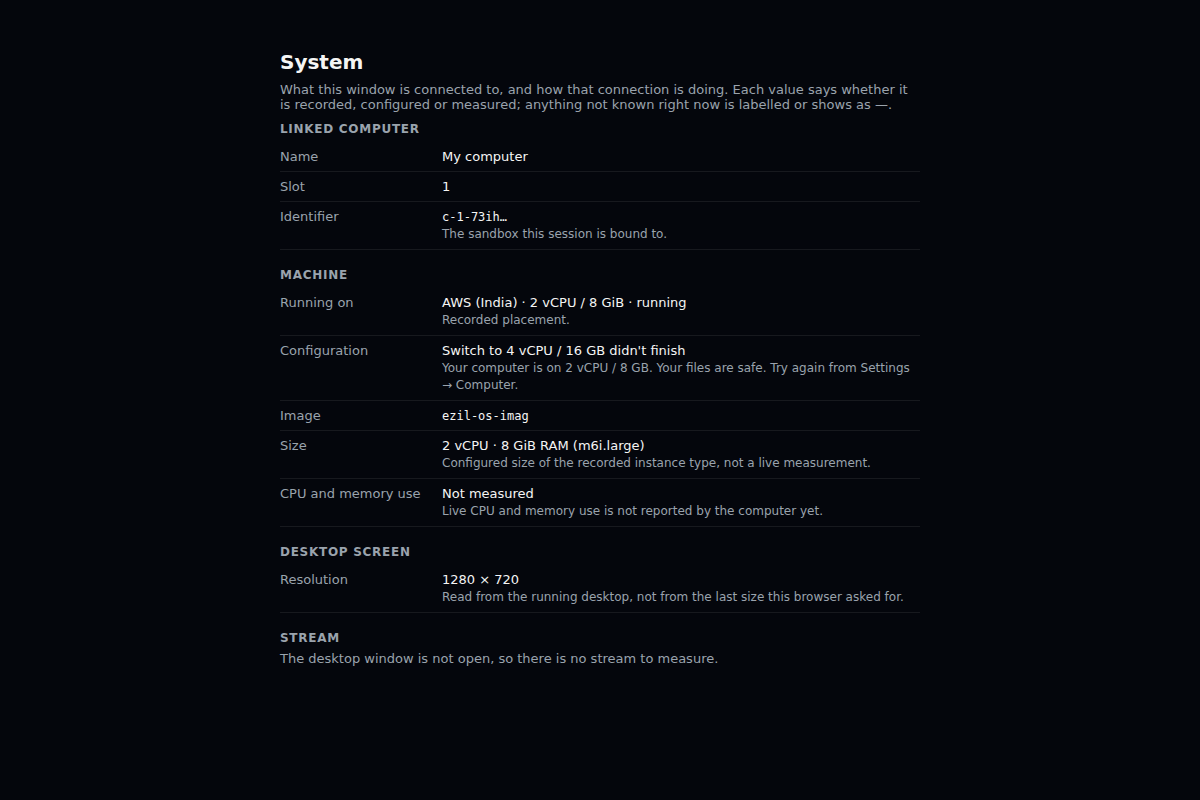 System
What this window is connected to, and how that connection is doing. Each value says whether it
is recorded, configured or measured; anything not known right now is labelled or shows as —.
LINKED COMPUTER
Name My computer
Slot 1
Identifier c-1-73ih…
The sandbox this session is bound to.
MACHINE
Running on AWS (India) · 2 vCPU / 8 GiB · running
Recorded placement.
Configuration Switch to 4 vCPU / 16 GB didn't finish
Your computer is on 2 vCPU / 8 GB. Your files are safe. Try again from Settings
→ Computer.
Image ezil-os-imag
Size 2 vCPU · 8 GiB RAM (m6i.large)
Configured size of the recorded instance type, not a live measurement.
CPU and memory use Not measured
Live CPU and memory use is not reported by the computer yet.
DESKTOP SCREEN
Resolution 1280 × 720
Read from the running desktop, not from the last size this browser asked for.
STREAM
The desktop window is not open, so there is no stream to measure.